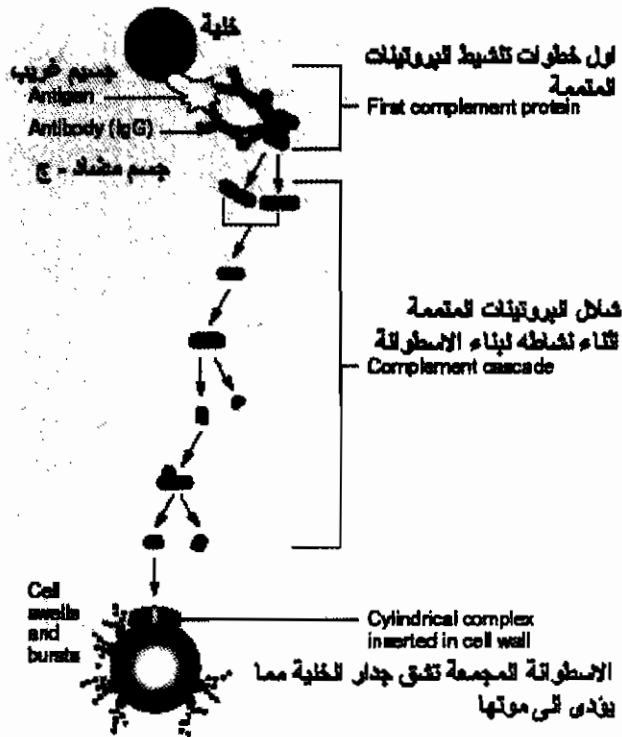 خلية
اول خطوات تنشيط البروتينات
المتممة
First complement protein
جسيم غريب
Antigen
Antibody (IgG)
جسم مضاد - ج
شلال البروتينات المتممة
اثناء نشاطه لبناء الاسطوانة
Complement cascade
Cell
swells
and
bursts
Cylindrical complex
inserted in cell wall
الاسطوانة المجمعة تشق جدار الخلية مما
يؤدى الى موتها